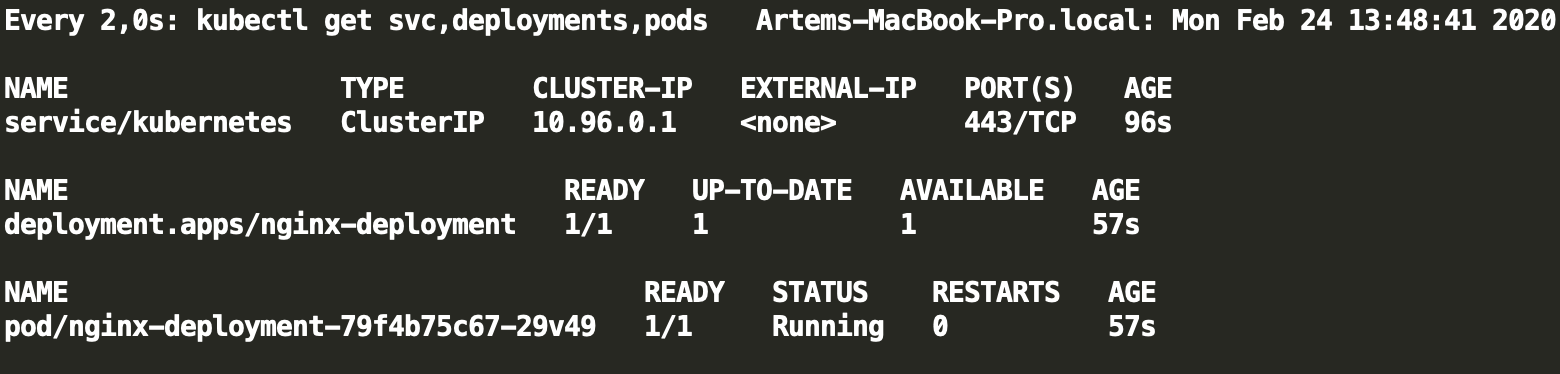 Every 2,0s: kubectl get svc,deployments,pods   Artems-MacBook-Pro.local: Mon Feb 24 13:48:41 2020
NAME                 TYPE        CLUSTER-IP   EXTERNAL-IP   PORT(S)   AGE
service/kubernetes   ClusterIP   10.96.0.1    <none>        443/TCP   96s
NAME                               READY   UP-TO-DATE   AVAILABLE   AGE
deployment.apps/nginx-deployment   1/1     1            1           57s
NAME                                    READY   STATUS    RESTARTS   AGE
pod/nginx-deployment-79f4b75c67-29v49   1/1     Running   0          57s